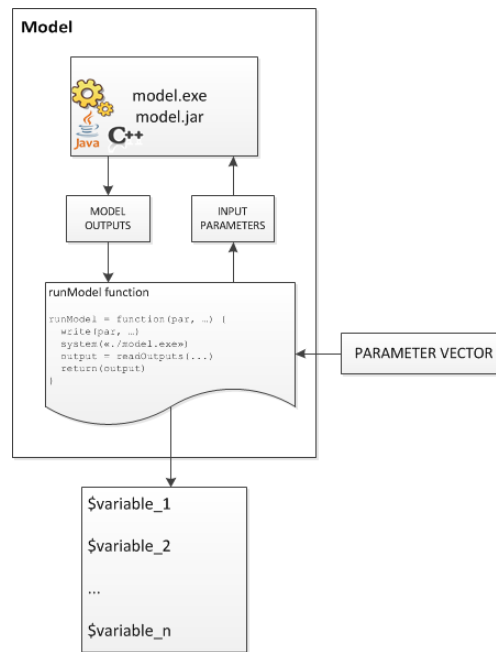 Model
model.exe
model.jar
Java
C++
MODEL
OUTPUTS
INPUT
PARAMETERS
runModel function
runModel = function(par, …) {
write(par, …)
system(«./model.exe»)
output = readOutputs(...)
return(output)
}
PARAMETER VECTOR
$variable_1
$variable_2
...
$variable_n